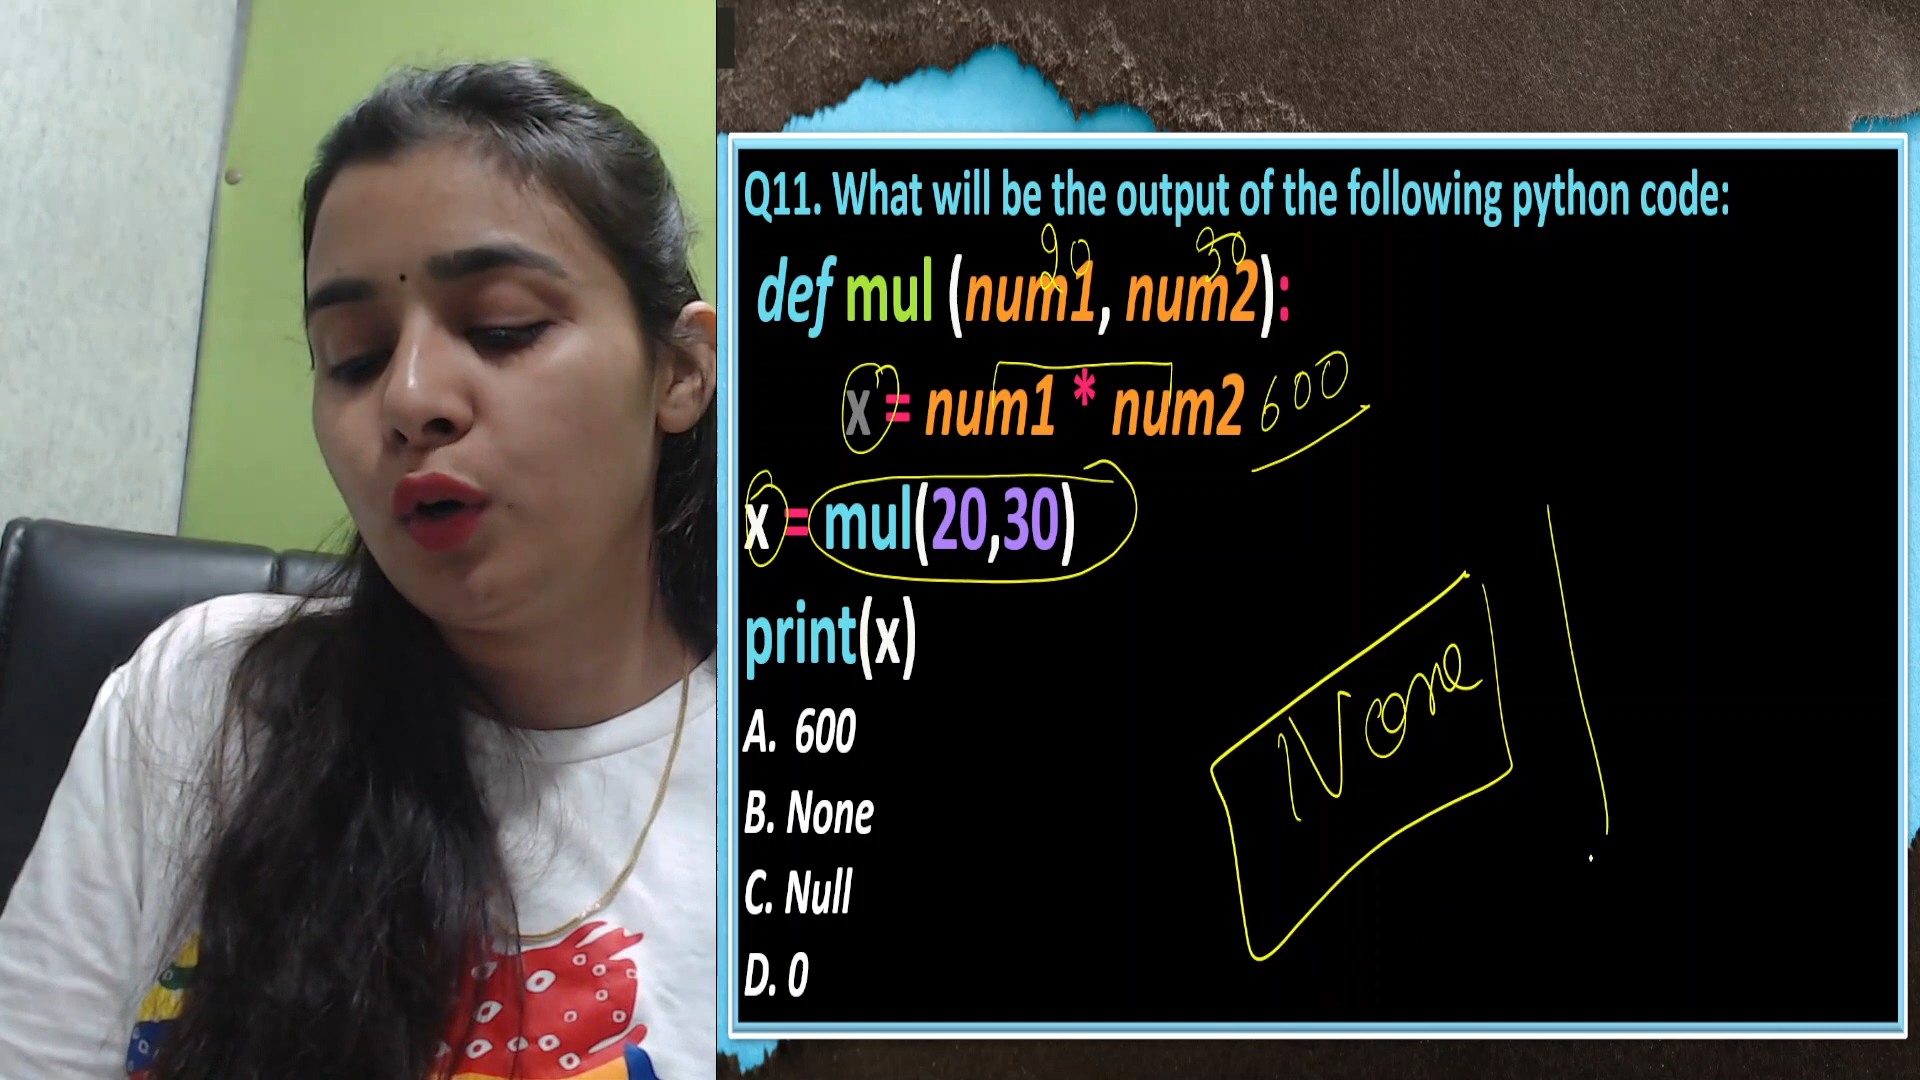 Q11. What will be the output of the following python code:
20 30
def mul (num1, num2):
x = num1 * num2 600
x = mul(20,30)
print(x)
None
A. 600
B. None
C. Null
D. 0